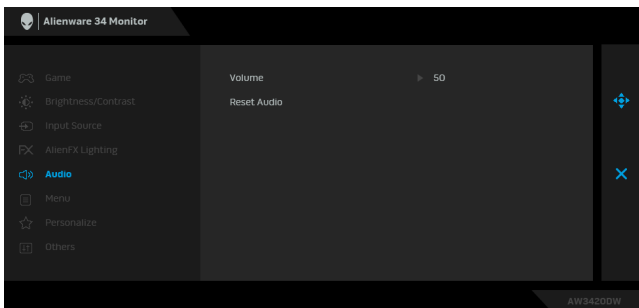 Alienware 34 Monitor
Game
Volume 50
Brightness/Contrast
Reset Audio
Input Source
FX AlienFX Lighting
Audio
Menu
Personalize
Others
AW3420DW